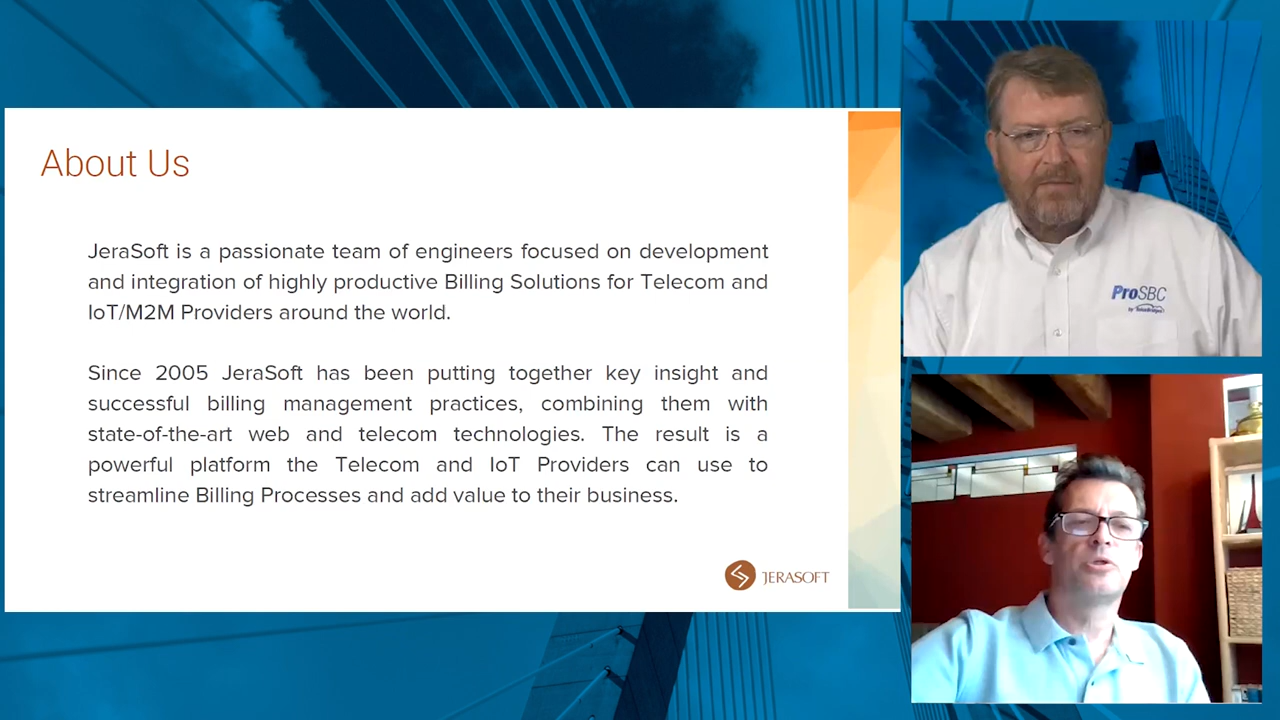 About Us
JeraSoft is a passionate team of engineers focused on development
and integration of highly productive Billing Solutions for Telecom and
IoT/M2M Providers around the world.
Since 2005 JeraSoft has been putting together key insight and
successful billing management practices, combining them with
state-of-the-art web and telecom technologies. The result is a
powerful platform the Telecom and IoT Providers can use to
streamline Billing Processes and add value to their business.
JERASOFT
ProSBC
by TelcoBridges